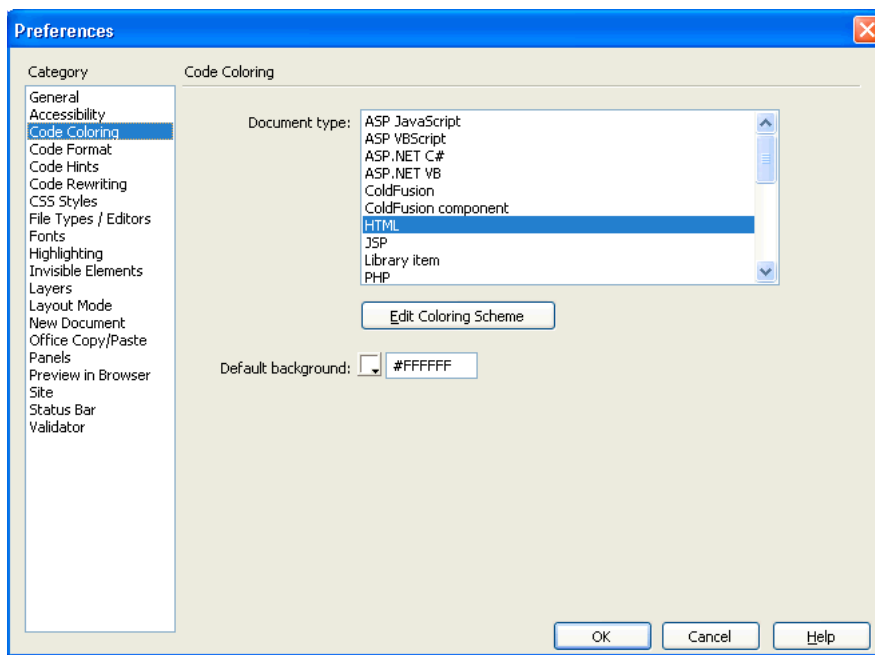 Preferences
Category
General
Accessibility
Code Coloring
Code Format
Code Hints
Code Rewriting
CSS Styles
File Types / Editors
Fonts
Highlighting
Invisible Elements
Layers
Layout Mode
New Document
Office Copy/Paste
Panels
Preview in Browser
Site
Status Bar
Validator
Code Coloring
Document type:
ASP JavaScript
ASP VBScript
ASP.NET C#
ASP.NET VB
ColdFusion
ColdFusion component
HTML
JSP
Library item
PHP
Edit Coloring Scheme
Default background: #FFFFFF
OK Cancel Help